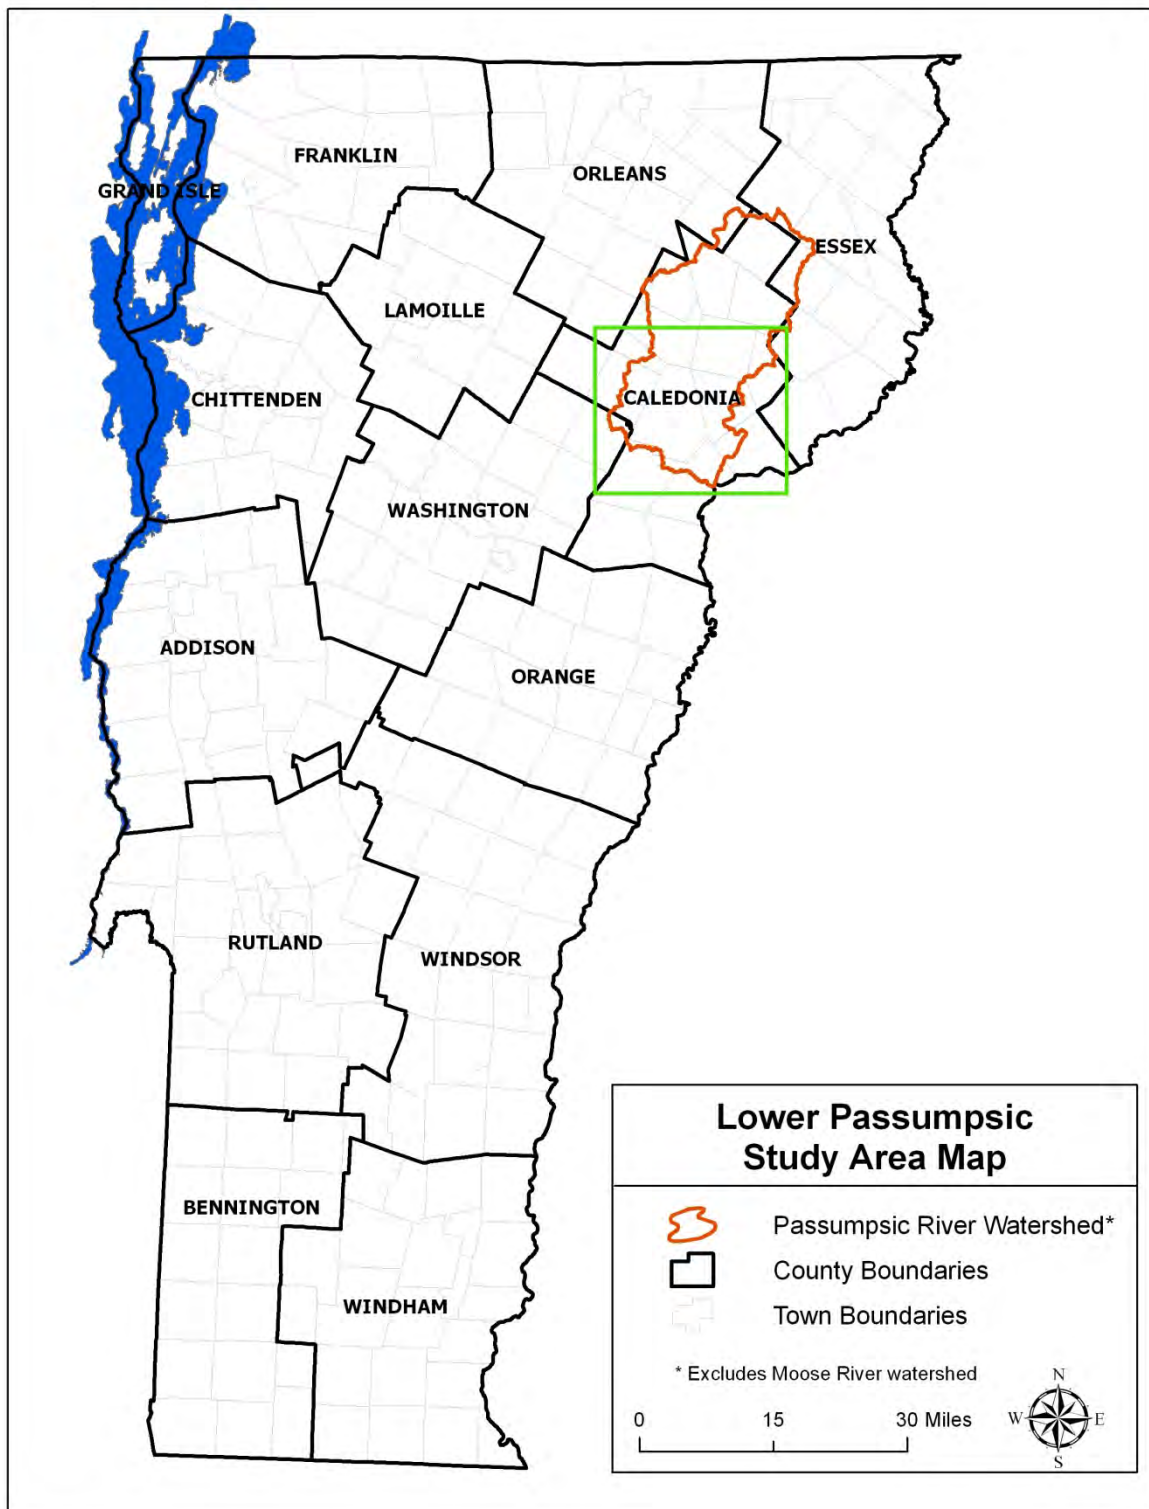 FRANKLIN
ORLEANS
GRAND ISLE
ESSEX
LAMOILLE
CHITTENDEN
CALEDONIA
WASHINGTON
ADDISON
ORANGE
RUTLAND
WINDSOR
BENNINGTON
WINDHAM
Lower Passumpsic
Study Area Map
Passumpsic River Watershed*
County Boundaries
Town Boundaries
* Excludes Moose River watershed
0 15 30 Miles
N
W E
S